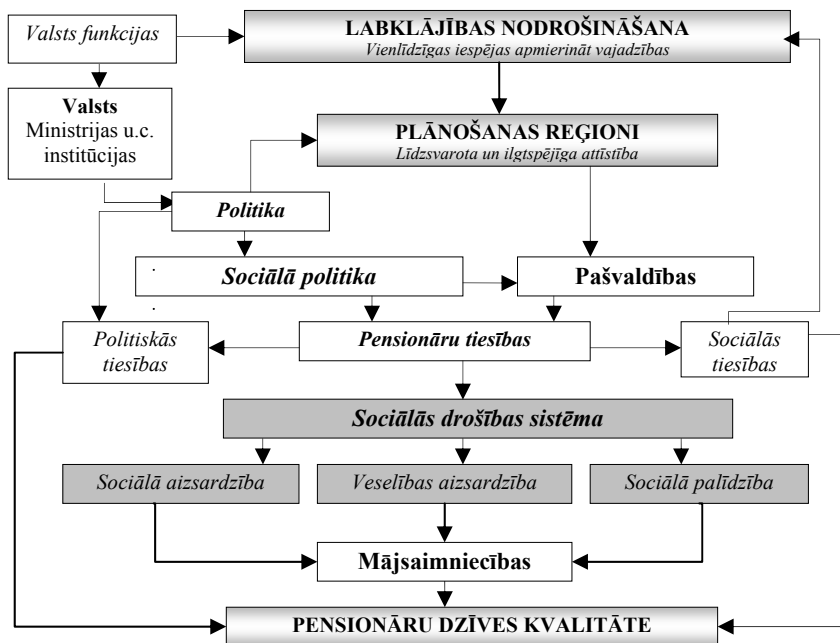 Valsts funkcijas
LABKLĀJĪBAS NODROŠINĀŠANA
Vienlīdzīgas iespējas apmierināt vajadzības
Valsts
Ministrijas u.c.
institūcijas
PLĀNOŠANAS REĢIONI
Līdzsvarota un ilgtspējīga attīstība
Politika
Sociālā politika
Pašvaldības
Politiskās
tiesības
Pensionāru tiesības
Sociālās
tiesības
Sociālās drošības sistēma
Sociālā aizsardzība
Veselības aizsardzība
Sociālā palīdzība
Mājsaimniecības
PENSIONĀRU DZĪVES KVALITĀTE